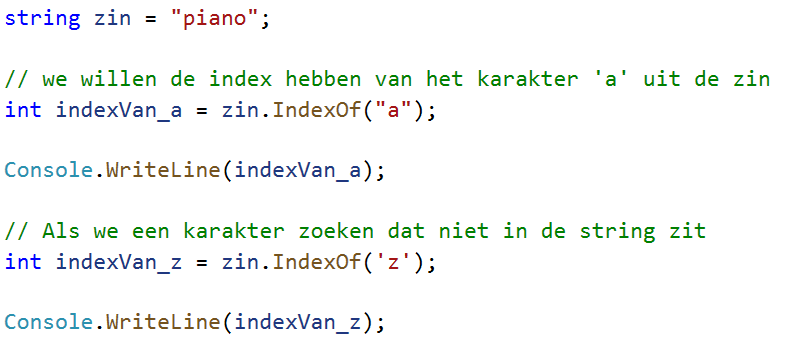 string zin = "piano";
// we willen de index hebben van het karakter 'a' uit de zin
int indexVan_a = zin.IndexOf("a");
Console.WriteLine(indexVan_a);
// Als we een karakter zoeken dat niet in de string zit
int indexVan_z = zin.IndexOf('z');
Console.WriteLine(indexVan_z);